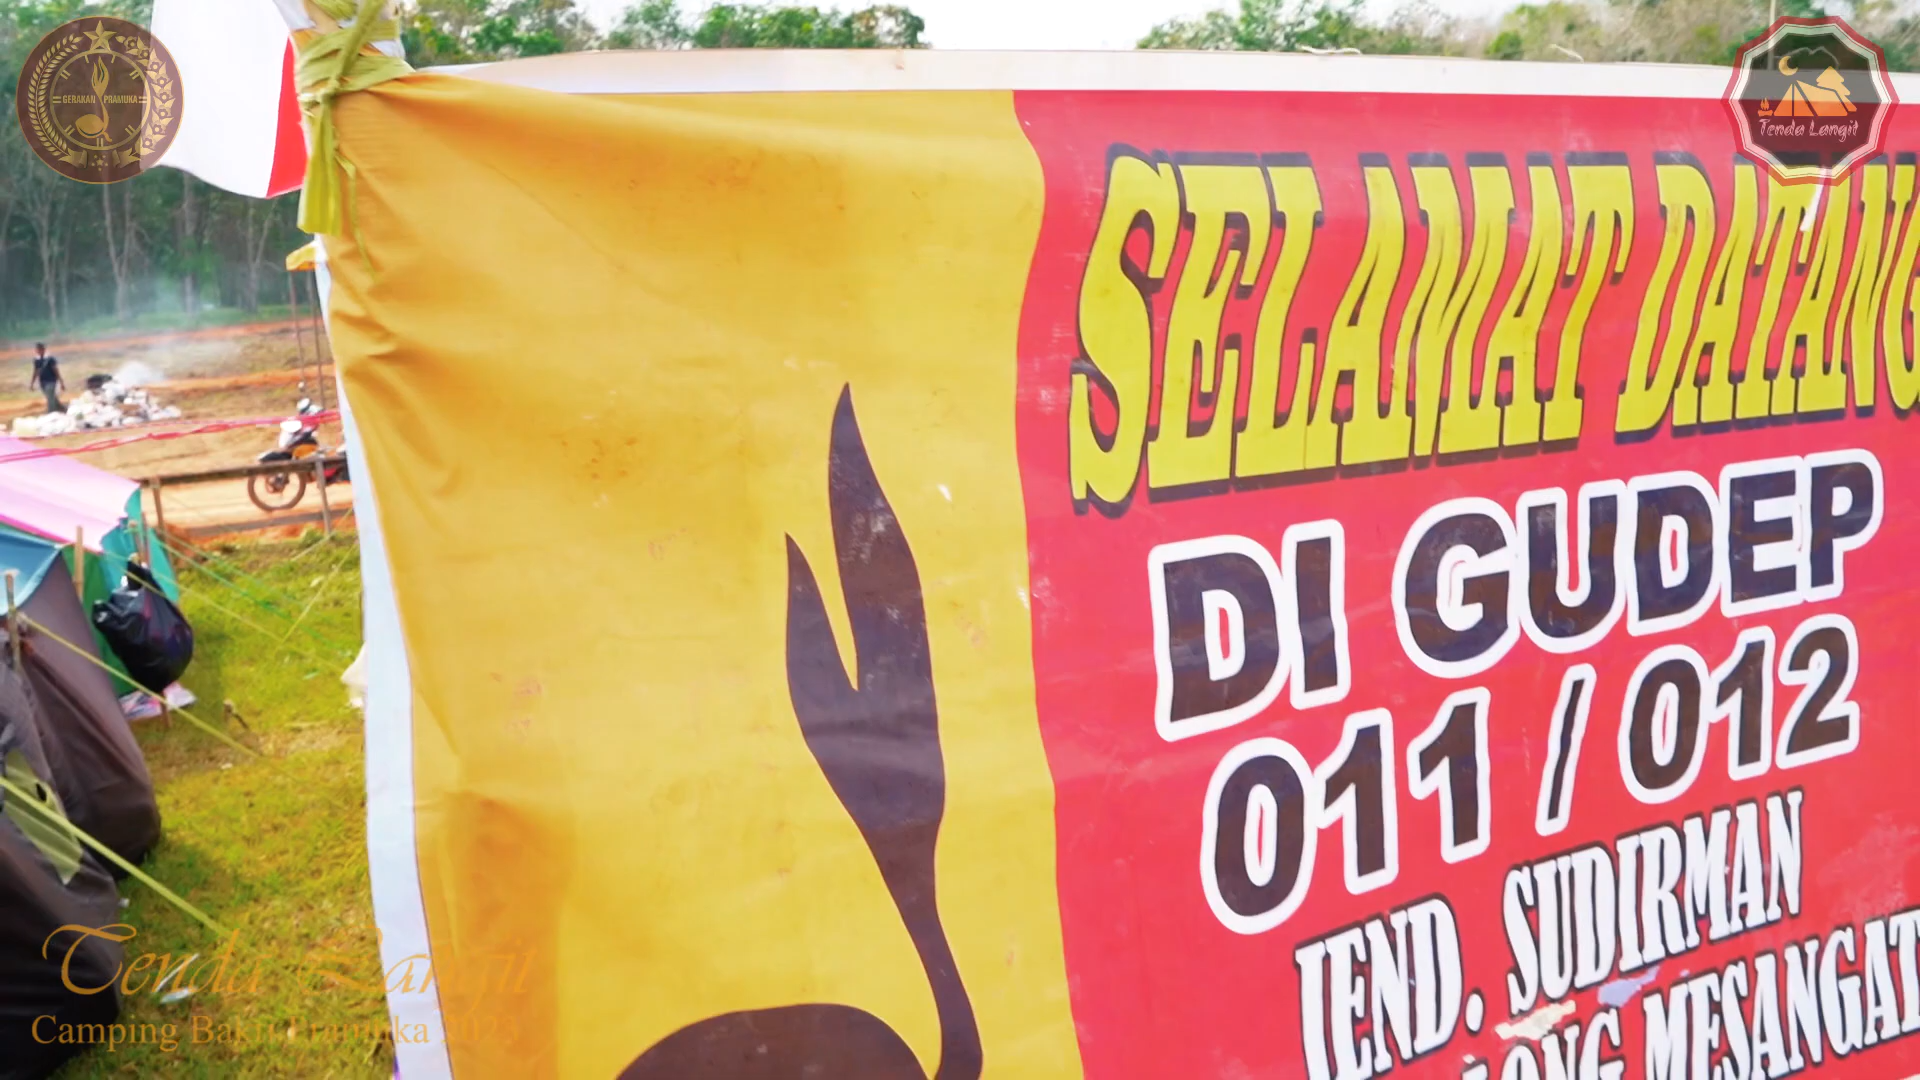 GERAKAN PRAMUKA
Tenda Langit
SELAMAT DATANG
DI GUDEP
011 / 012
JEND. SUDIRMAN
MESANGAT
Tenda Langit
Camping Bakti Pramuka 2023